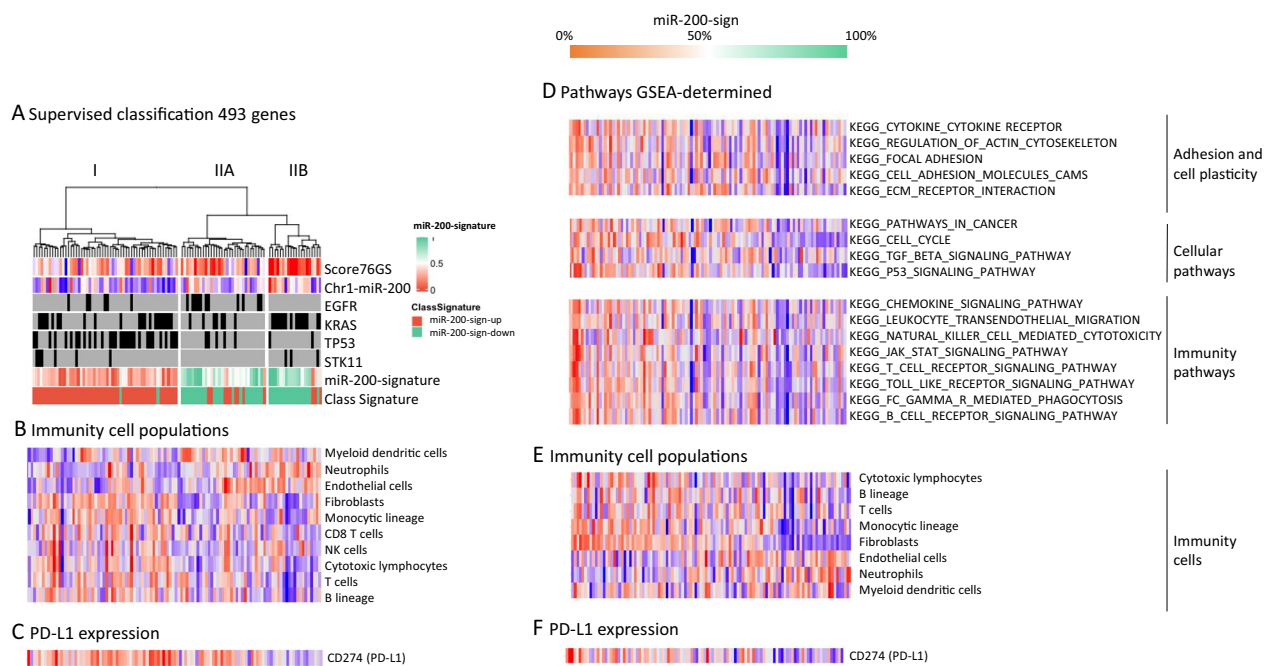 miR-200-sign
0% 50% 100%
A Supervised classification 493 genes
I IIA IIB
miR-200-signature
1
0.5
0
ClassSignature
miR-200-sign-up
miR-200-sign-down
Score76GS
Chr1-miR-200
EGFR
KRAS
TP53
STK11
miR-200-signature
Class Signature
B Immunity cell populations
Myeloid dendritic cells
Neutrophils
Endothelial cells
Fibroblasts
Monocytic lineage
CD8 T cells
NK cells
Cytotoxic lymphocytes
T cells
B lineage
C PD-L1 expression
CD274 (PD-L1)
D Pathways GSEA-determined
KEGG_CYTOKINE_CYTOKINE RECEPTOR
KEGG_REGULATION_OF_ACTIN_CYTOSEKELETON
KEGG_FOCAL ADHESION
KEGG_CELL_ADHESION_MOLECULES_CAMS
KEGG_ECM_RECEPTOR_INTERACTION
Adhesion and
cell plasticity
KEGG_PATHWAYS_IN_CANCER
KEGG_CELL_CYCLE
KEGG_TGF_BETA_SIGNALING_PATHWAY
KEGG_P53_SIGNALING_PATHWAY
Cellular
pathways
KEGG_CHEMOKINE_SIGNALING_PATHWAY
KEGG_LEUKOCYTE_TRANSENDOTHELIAL_MIGRATION
KEGG_NATURAL_KILLER_CELL_MEDIATED_CYTOTOXICITY
KEGG_JAK_STAT_SIGNALING_PATHWAY
KEGG_T_CELL_RECEPTOR_SIGNALING_PATHWAY
KEGG_TOLL_LIKE_RECEPTOR_SIGNALING_PATHWAY
KEGG_FC_GAMMA_R_MEDIATED_PHAGOCYTOSIS
KEGG_B_CELL_RECEPTOR_SIGNALING_PATHWAY
Immunity
pathways
E Immunity cell populations
Cytotoxic lymphocytes
B lineage
T cells
Monocytic lineage
Fibroblasts
Endothelial cells
Neutrophils
Myeloid dendritic cells
Immunity
cells
F PD-L1 expression
CD274 (PD-L1)